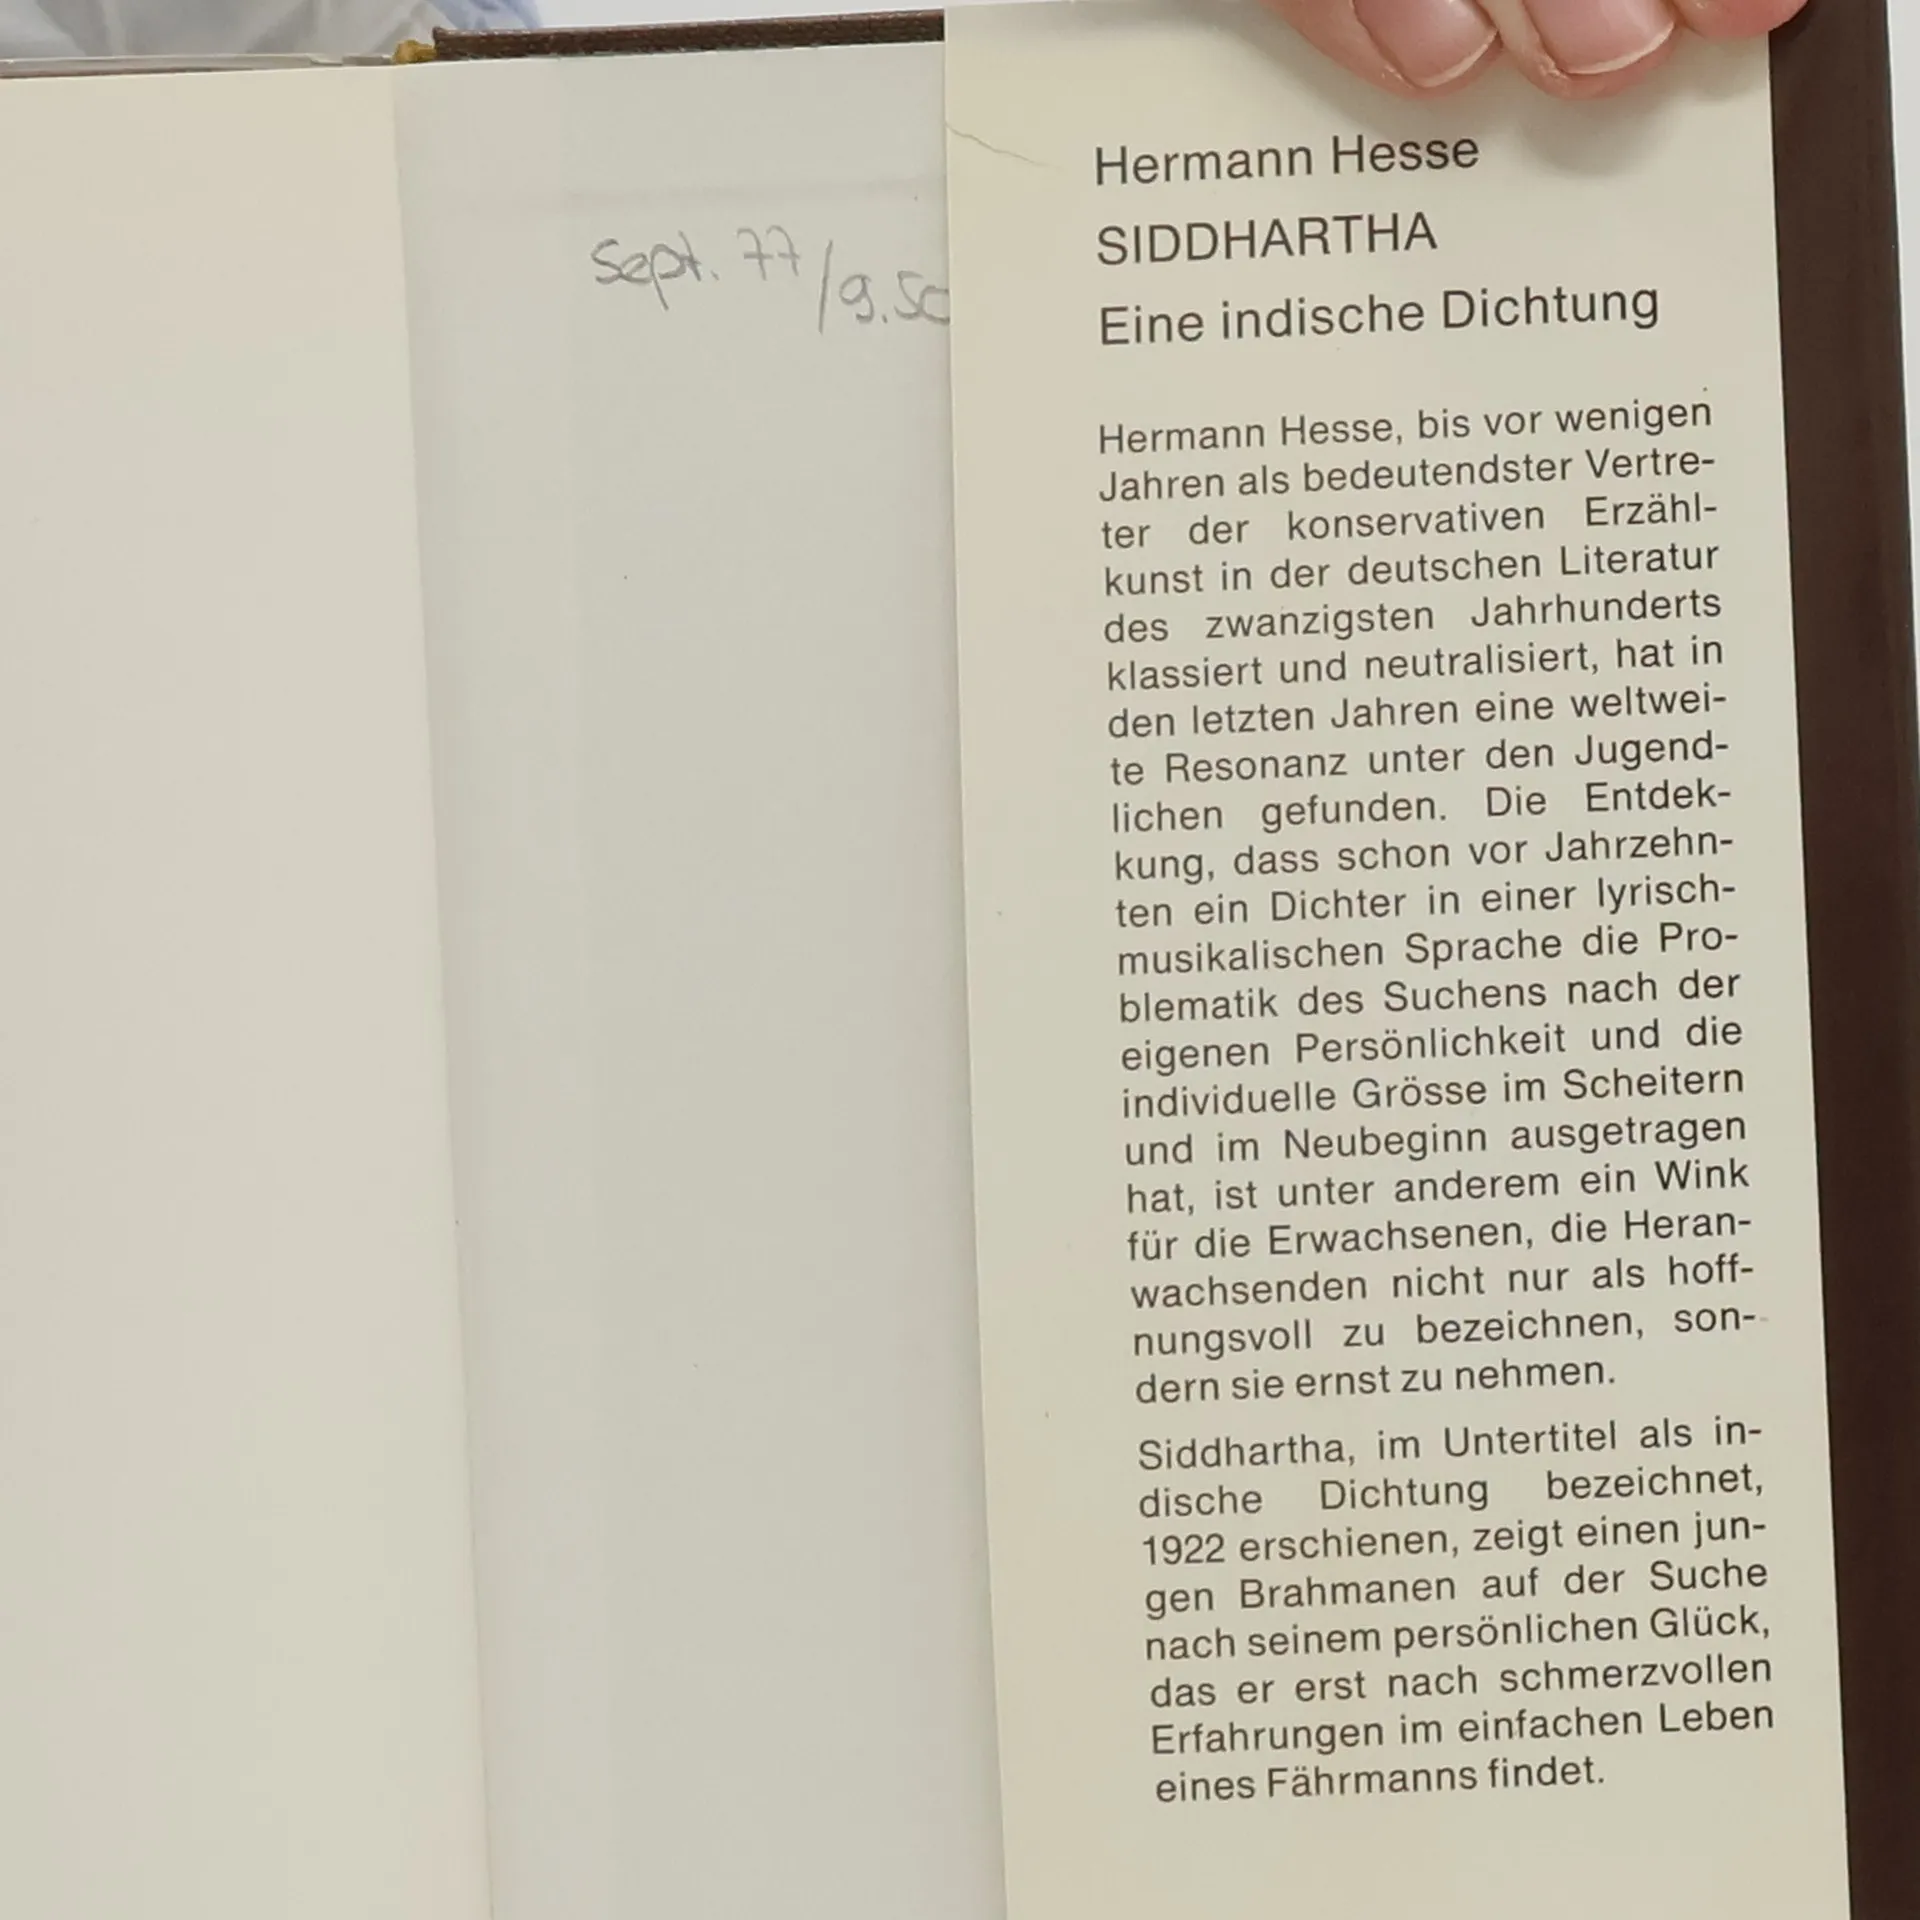 sept. 77/9.50
Hermann Hesse
SIDDHARTHA
Eine indische Dichtung
Hermann Hesse, bis vor wenigen
Jahren als bedeutendster Vertre-
ter der konservativen Erzähl-
kunst in der deutschen Literatur
des zwanzigsten Jahrhunderts
klassiert und neutralisiert, hat in
den letzten Jahren eine weltwei-
te Resonanz unter den Jugend-
lichen gefunden. Die Entdek-
kung, dass schon vor Jahrzehn-
ten ein Dichter in einer lyrisch-
musikalischen Sprache die Pro-
blematik des Suchens nach der
eigenen Persönlichkeit und die
individuelle Grösse im Scheitern
und im Neubeginn ausgetragen
hat, ist unter anderem ein Wink
für die Erwachsenen, die Heran-
wachsenden nicht nur als hoff-
nungsvoll zu bezeichnen, son-
dern sie ernst zu nehmen.
Siddhartha, im Untertitel als in-
dische Dichtung bezeichnet,
1922 erschienen, zeigt einen jun-
gen Brahmanen auf der Suche
nach seinem persönlichen Glück,
das er erst nach schmerzvollen
Erfahrungen im einfachen Leben
eines Fährmanns findet.